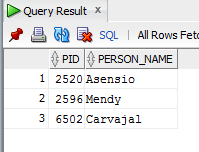 Query Result
SQL | All Rows Fetc
PID PERSON_NAME
1 2520 Asensio
2 2596 Mendy
3 6502 Carvajal